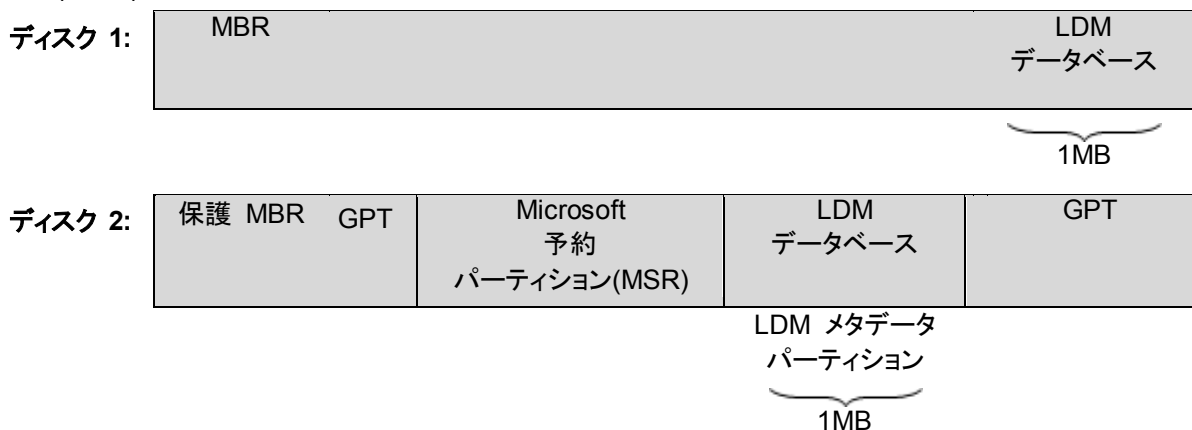 ディスク 1:
MBR
LDM
データベース
1MB
ディスク 2:
保護 MBR
GPT
Microsoft
予約
パーティション(MSR)
LDM
データベース
GPT
LDM メタデータ
パーティション
1MB